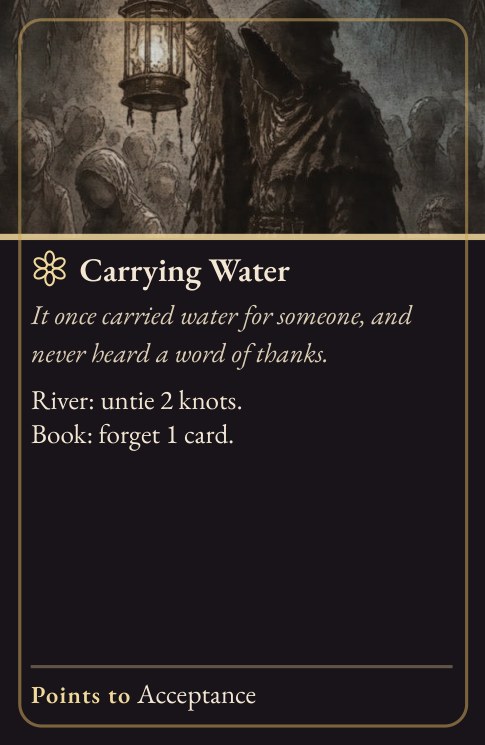 Carrying Water
It once carried water for someone, and
never heard a word of thanks.
River: untie 2 knots.
Book: forget 1 card.
Points to Acceptance